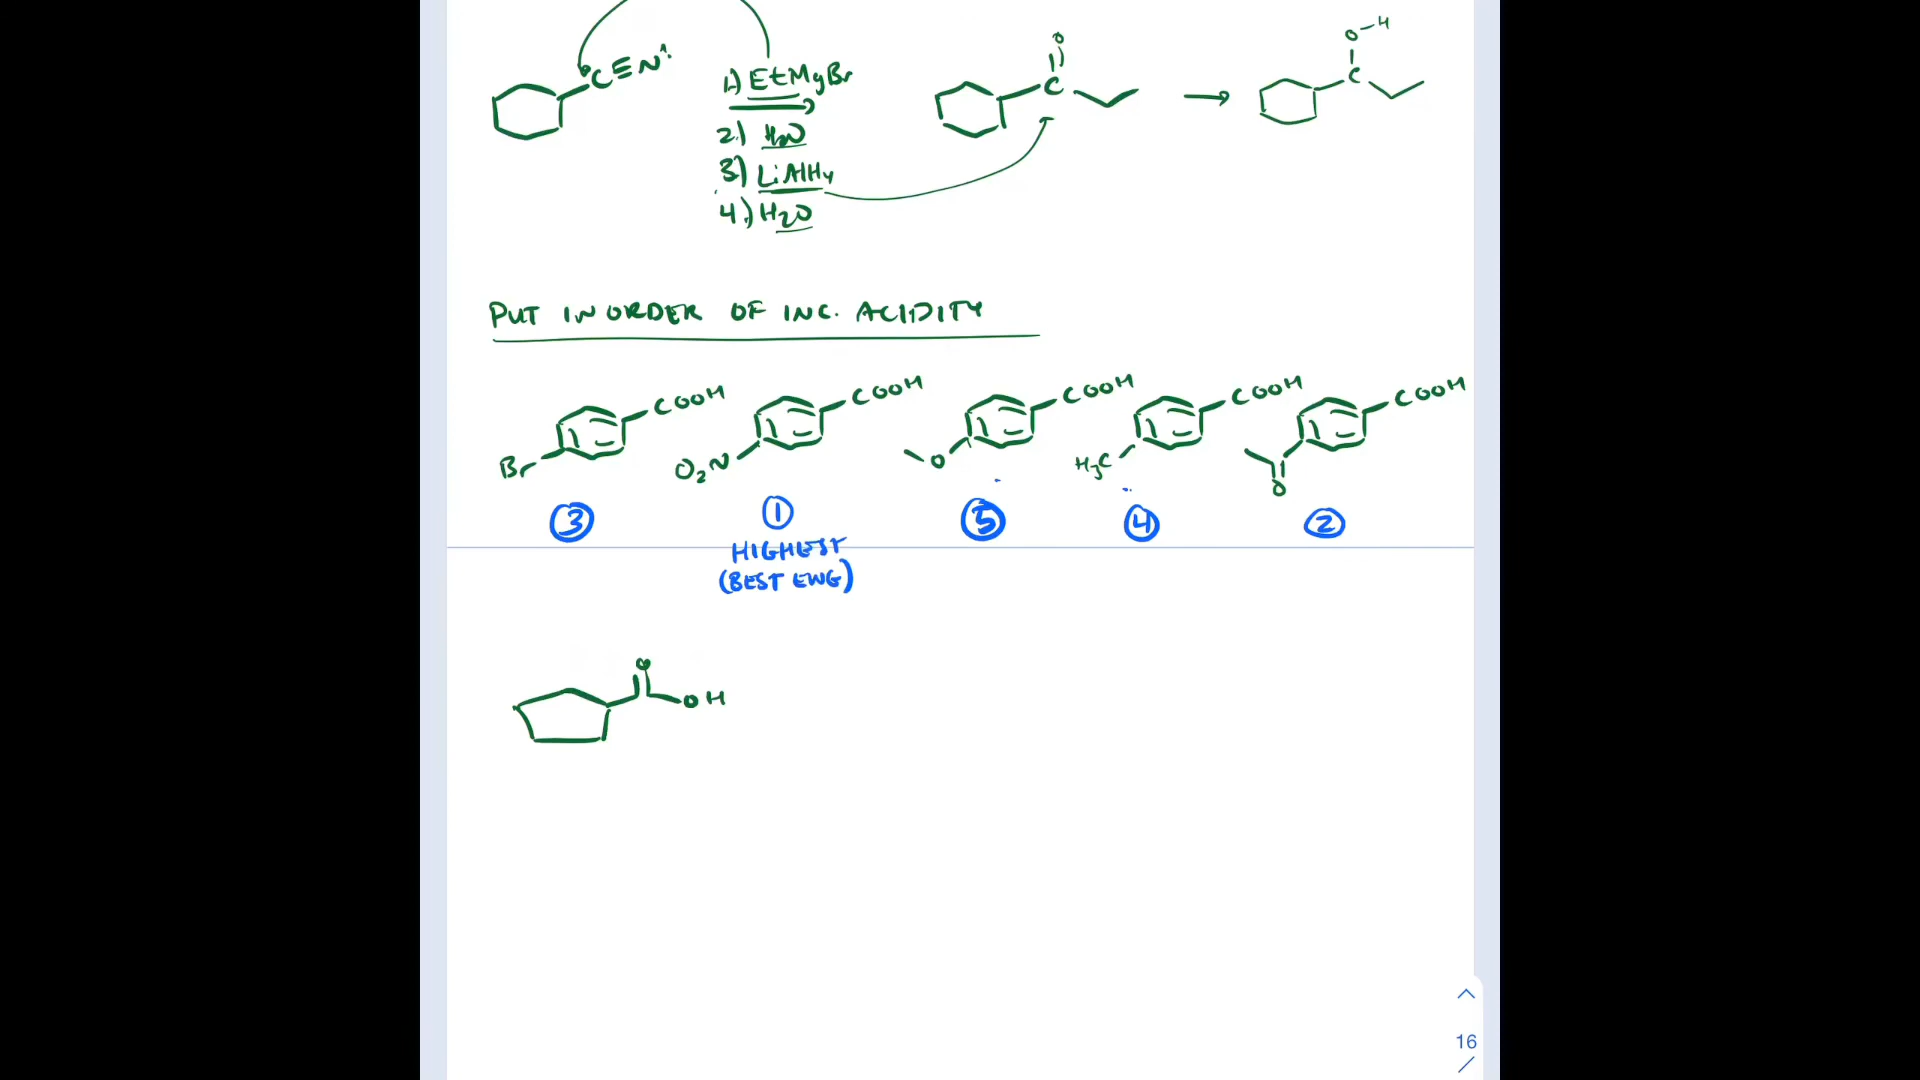 C≡N:
1.) EtMgBr
2.) H2O
3.) LiAlH4
4.) H2O
O
C
O-H
C
PUT IN ORDER OF INC. ACIDITY
Br COOH
O2N COOH
O COOH
H3C COOH
O COOH
3 1 5 4 2
HIGHEST
(BEST EWG)
O
OH
16